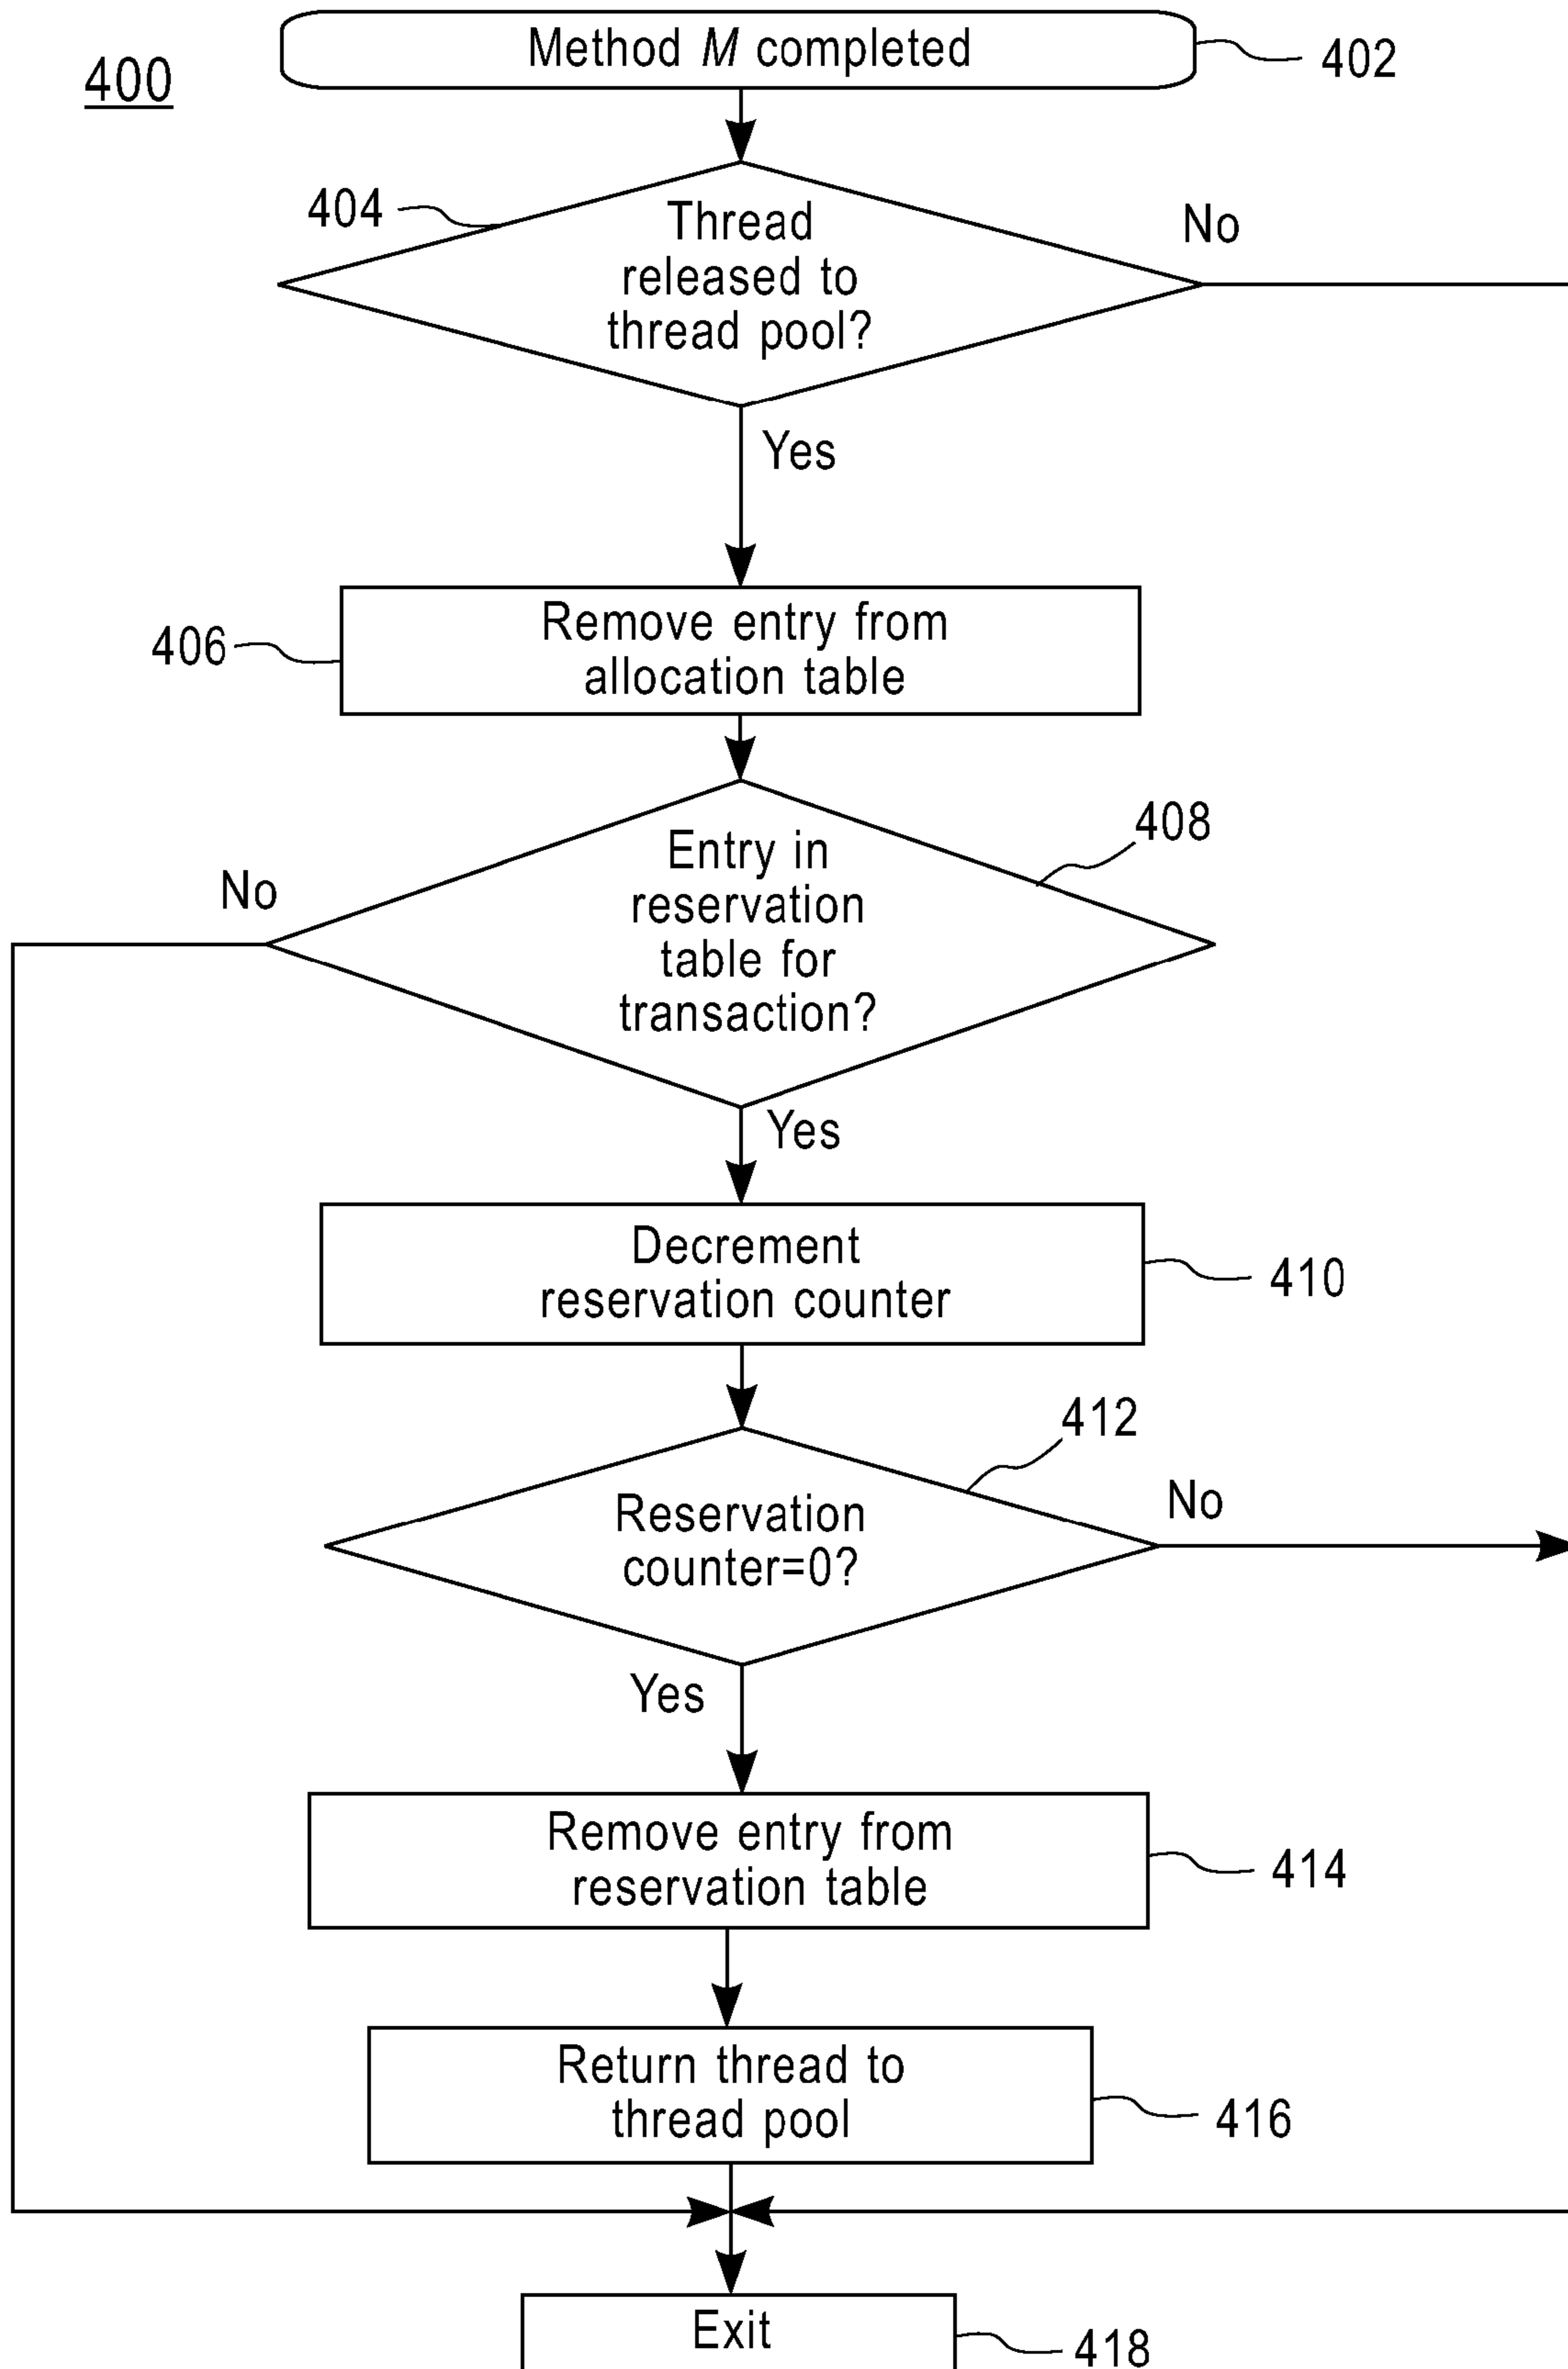 400
Method M completed
402
404
Thread
released to
thread pool?
No
Yes
406
Remove entry from
allocation table
408
Entry in
reservation
table for
transaction?
No
Yes
Decrement
reservation counter
410
412
Reservation
counter=0?
No
Yes
Remove entry from
reservation table
414
Return thread to
thread pool
416
Exit
418